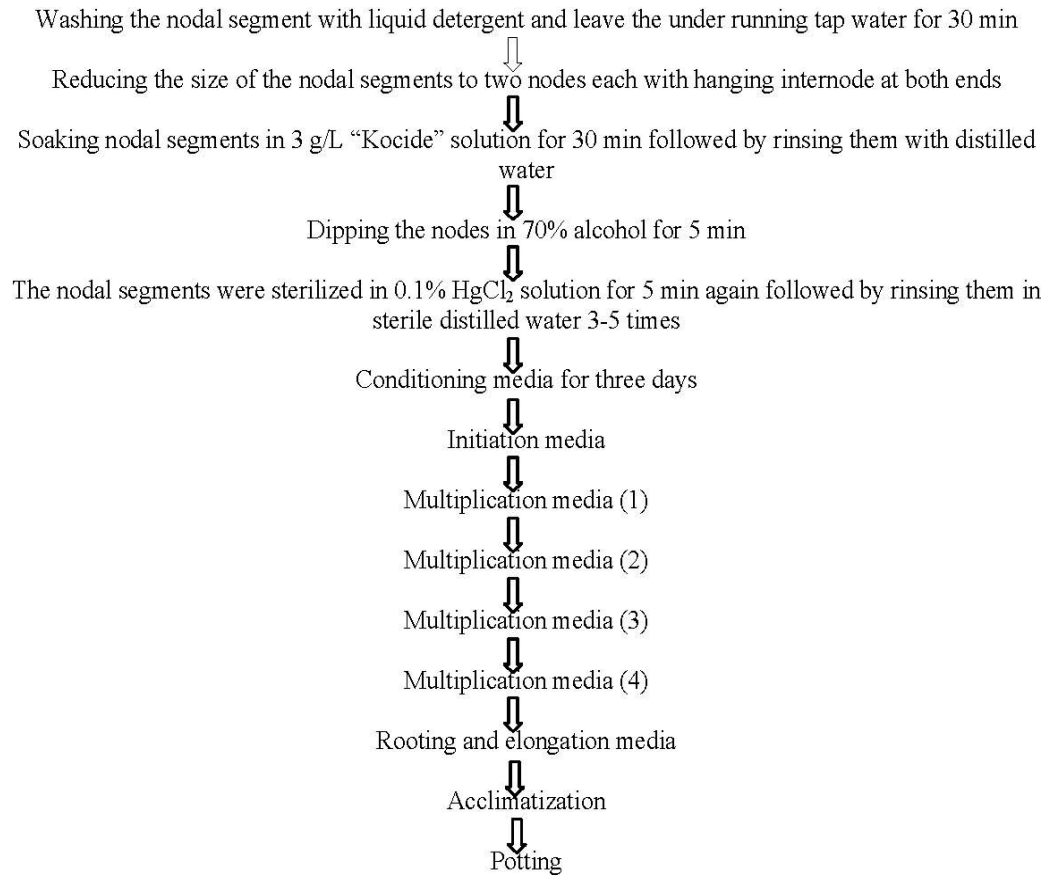 Washing the nodal segment with liquid detergent and leave the under running tap water for 30 min
Reducing the size of the nodal segments to two nodes each with hanging internode at both ends
Soaking nodal segments in 3 g/L “Kocide” solution for 30 min followed by rinsing them with distilled
water
Dipping the nodes in 70% alcohol for 5 min
The nodal segments were sterilized in 0.1% HgCl₂ solution for 5 min again followed by rinsing them in
sterile distilled water 3-5 times
Conditioning media for three days
Initiation media
Multiplication media (1)
Multiplication media (2)
Multiplication media (3)
Multiplication media (4)
Rooting and elongation media
Acclimatization
Potting